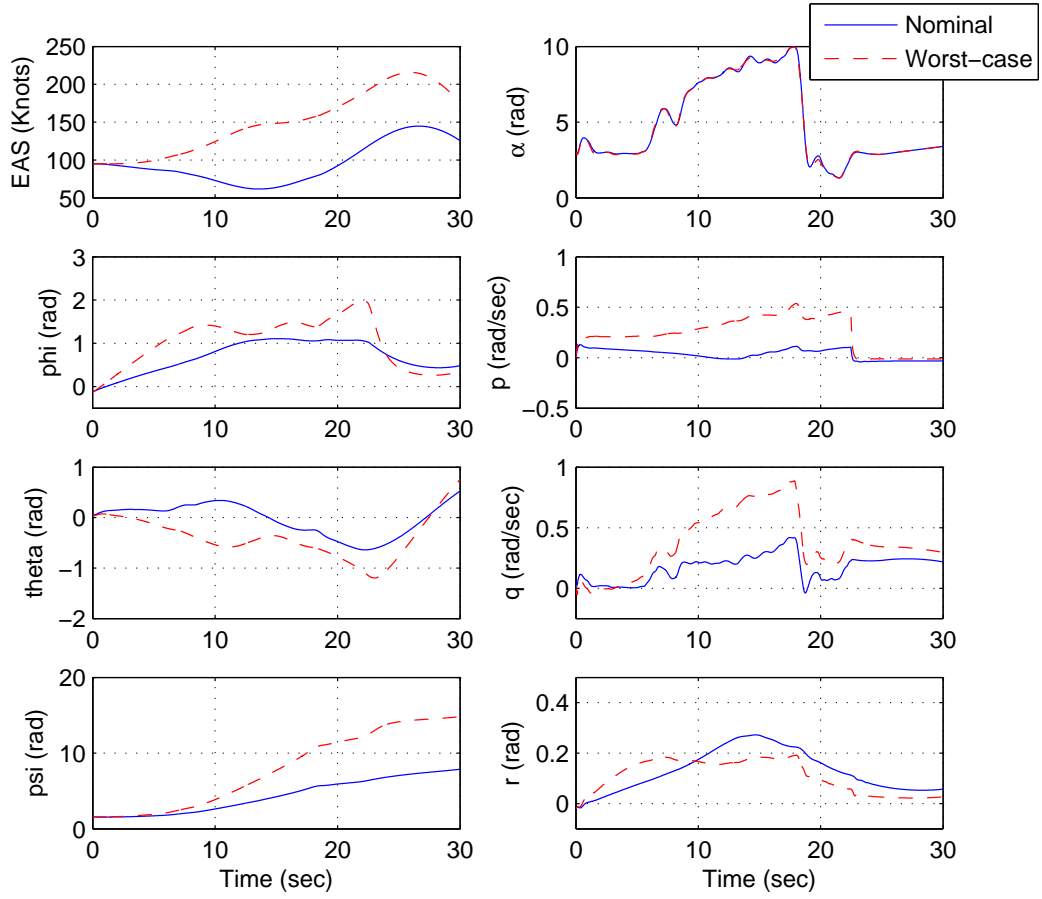 Nominal
Worst−case
250
200
150
100
50
EAS (Knots)
0 10 20 30
10
5
0
α (rad)
0 10 20 30
3
2
1
0
phi (rad)
0 10 20 30
1
0.5
0
−0.5
p (rad/sec)
0 10 20 30
1
0
−1
−2
theta (rad)
0 10 20 30
1
0.5
0
q (rad/sec)
0 10 20 30
20
10
0
psi (rad)
0 10 20 30
Time (sec)
0.4
0.2
0
r (rad)
0 10 20 30
Time (sec)